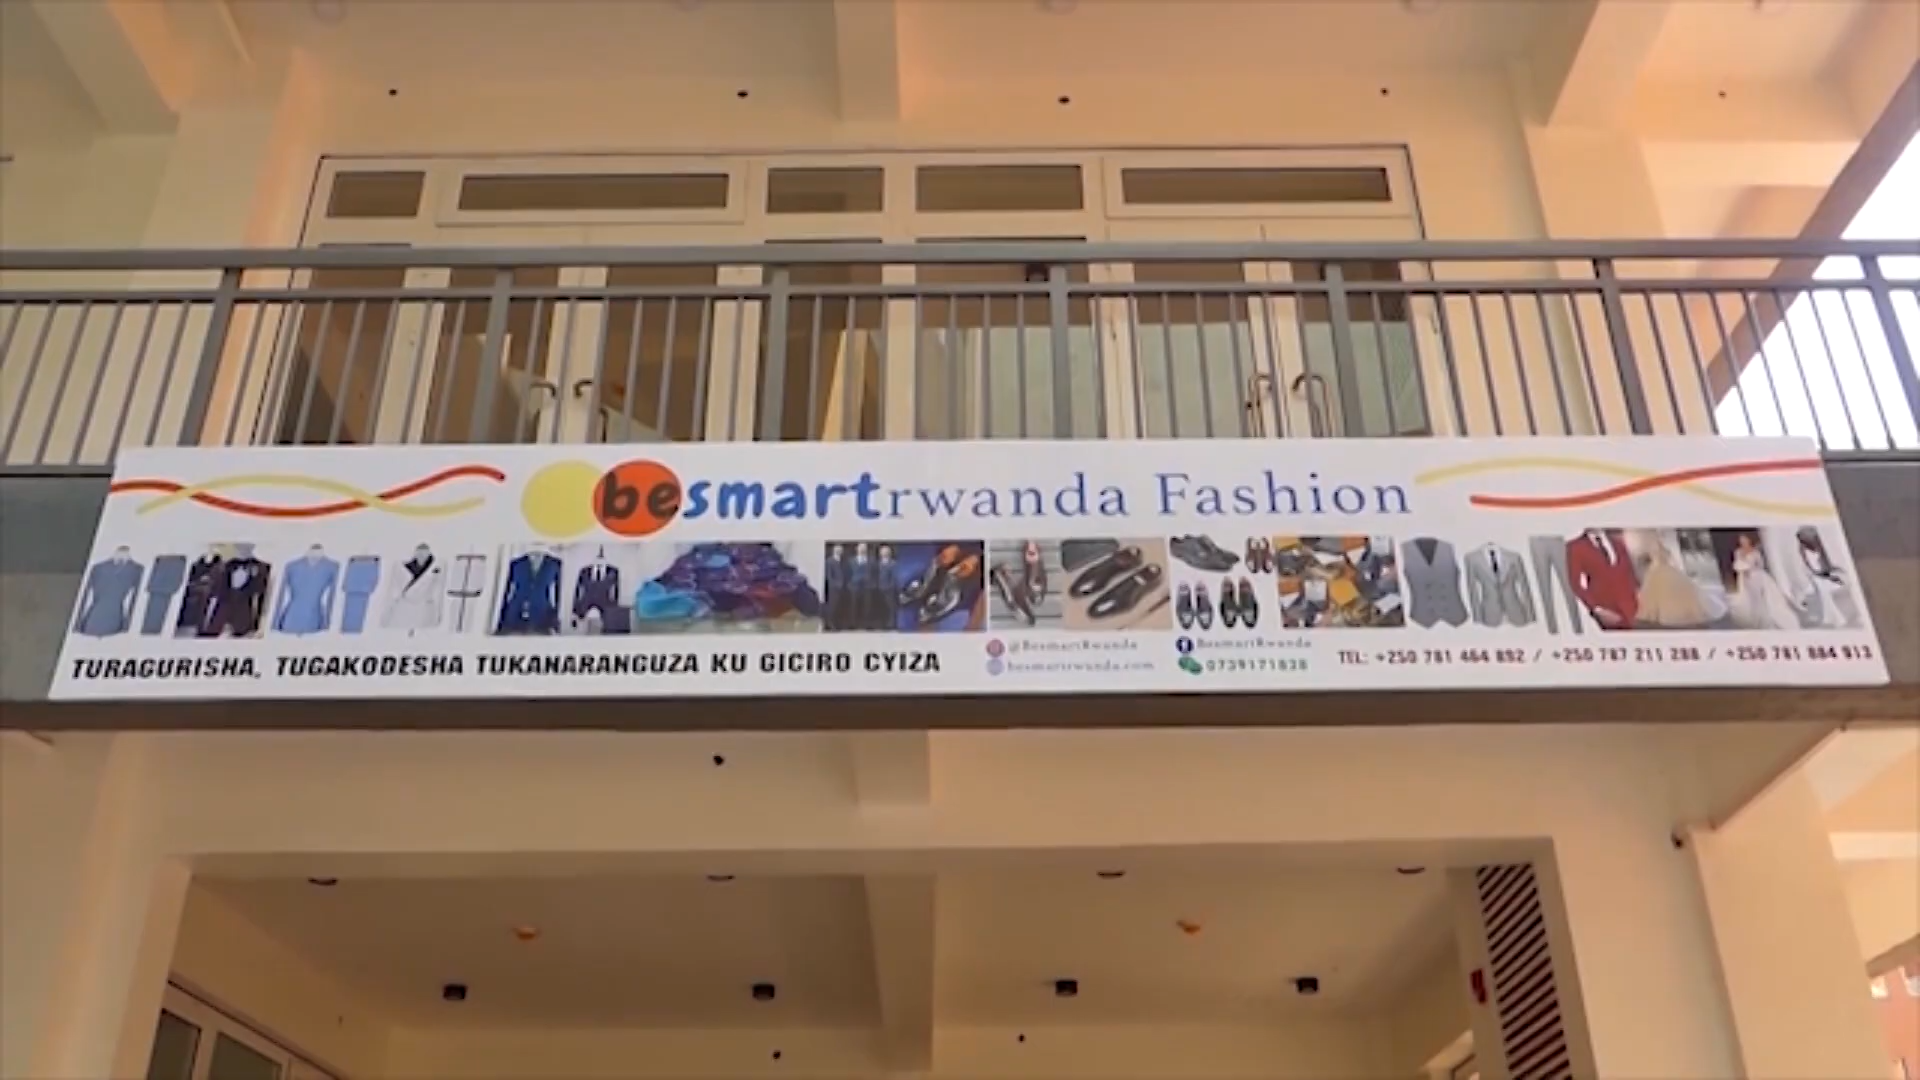 besmartrwanda Fashion
TURAGURISHA, TUGAKODESHA TUKANARANGUZA KU GICIRO CYIZA
@BesmartRwanda
besmartrwanda.com
BesmartRwanda
0739171828
TEL: +250 781 464 892 / +250 787 211 288 / +250 781 884 913